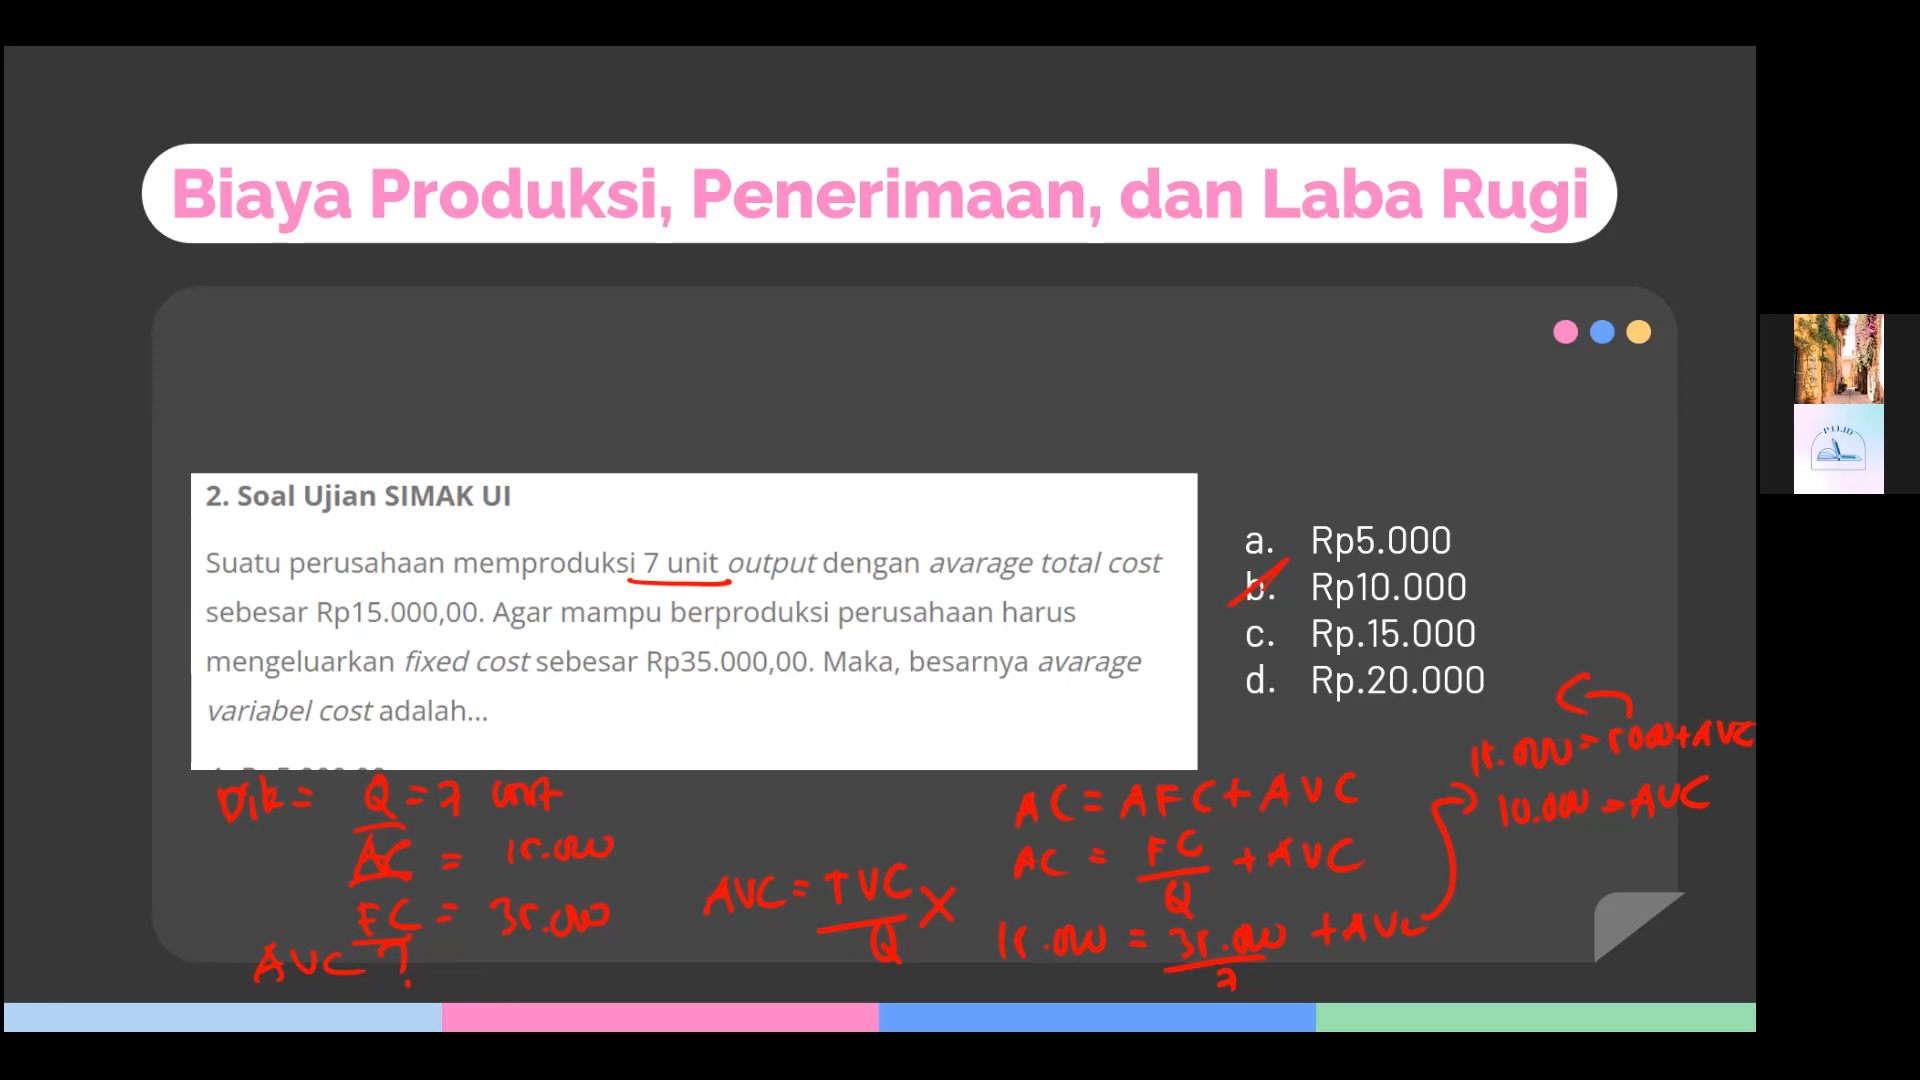 Biaya Produksi, Penerimaan, dan Laba Rugi
2. Soal Ujian SIMAK UI
Suatu perusahaan memproduksi 7 unit output dengan avarage total cost
sebesar Rp15.000,00. Agar mampu berproduksi perusahaan harus
mengeluarkan fixed cost sebesar Rp35.000,00. Maka, besarnya avarage
variabel cost adalah...
a. Rp5.000
b. Rp10.000
c. Rp.15.000
d. Rp.20.000
Dik = Q = 7 unit
AC = 15.000
FC = 35.000
AVC ?
AVC = TVC
Q
X
AC = AFC + AVC
AC = FC + AVC
Q
15.000 = 35.000 + AVC
7
15.000 = 5000 + AVC
10.000 = AVC
PIJ.ID